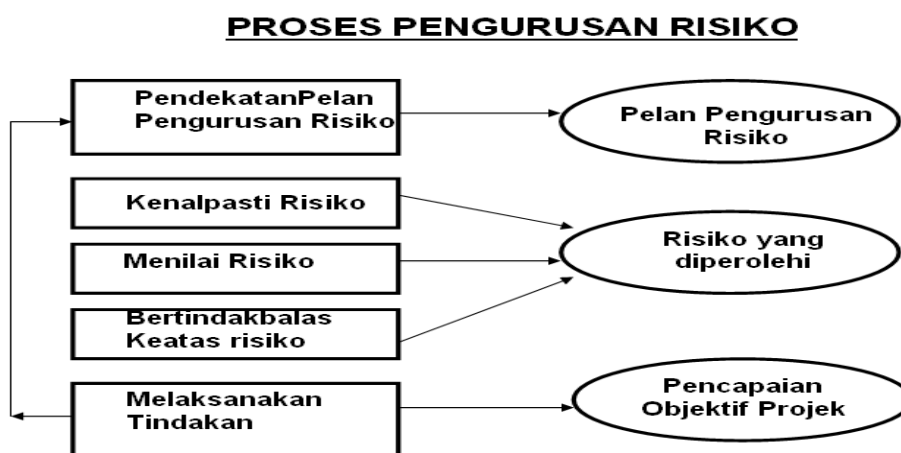 PROSES PENGURUSAN RISIKO
PendekatanPelan
Pengurusan Risiko
Pelan Pengurusan
Risiko
Kenalpasti Risiko
Menilai Risiko
Bertindakbalas
Keatas risiko
Risiko yang
diperolehi
Melaksanakan
Tindakan
Pencapaian
Objektif Projek